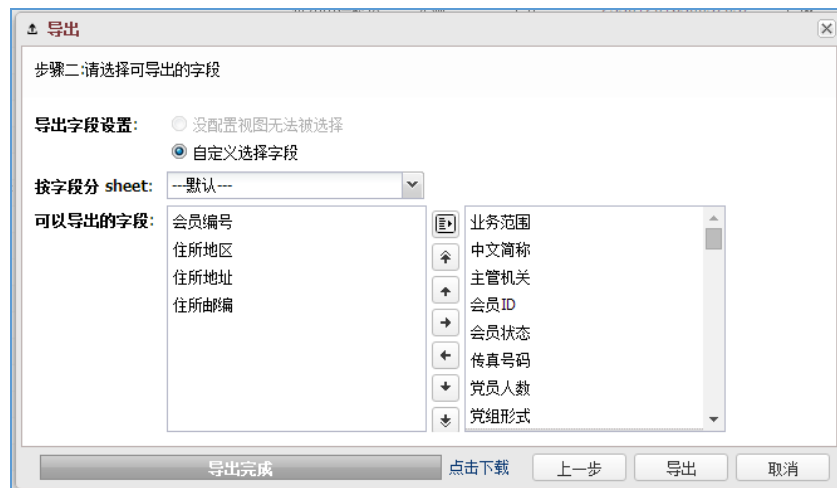 导出
步骤二:请选择可导出的字段
导出字段设置: 没配置视图无法被选择
自定义选择字段
按字段分 sheet: ---默认---
可以导出的字段:
会员编号
住所地区
住所地址
住所邮编
业务范围
中文简称
主管机关
会员ID
会员状态
传真号码
党员人数
党组形式
导出完成 点击下载 上一步 导出 取消